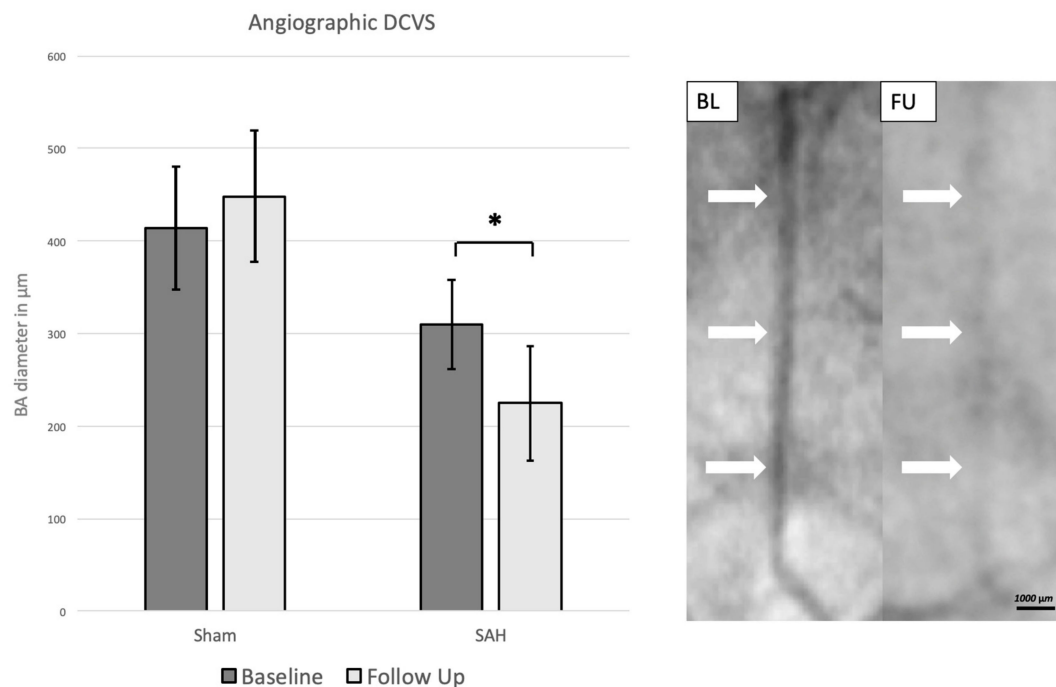 Angiographic DCVS
600
500
400
300
200
100
0
BA diameter in µm
*
Sham
SAH
Baseline
Follow Up
BL
FU
1000 µm